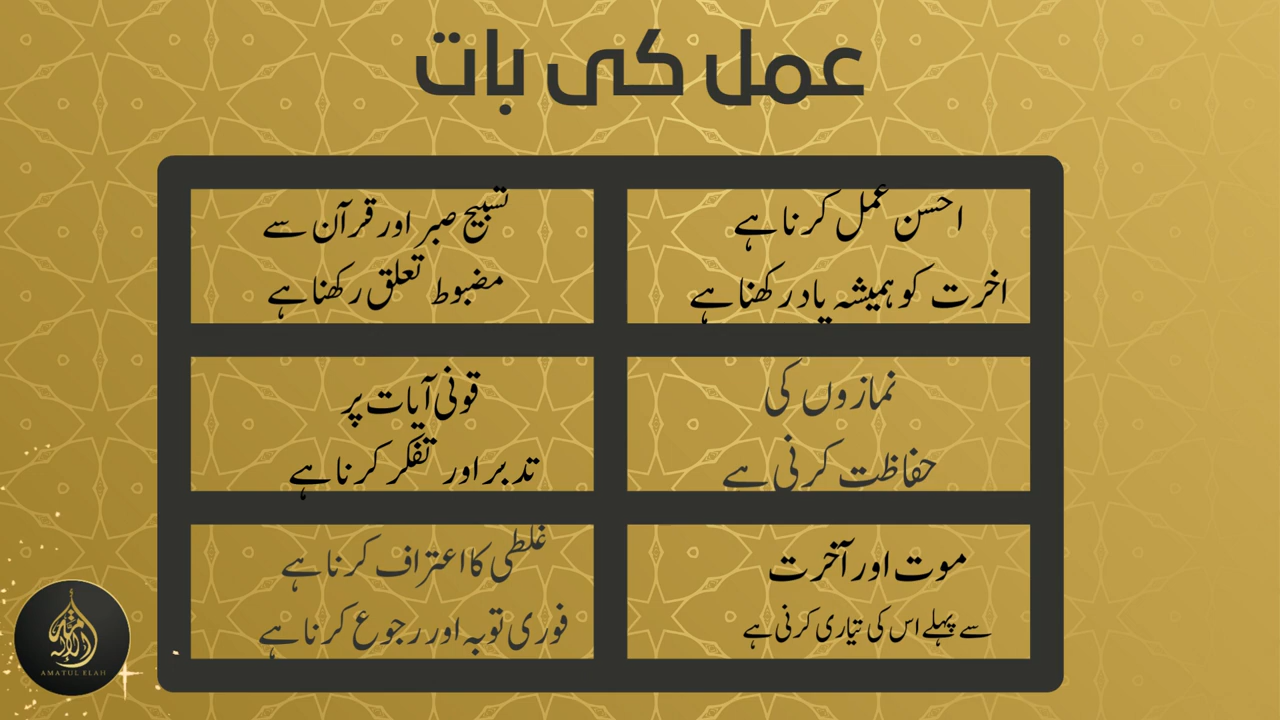 عمل کی بات
احسن عمل کرنا ہے
اخرت کو ہمیشہ یاد رکھنا ہے
تسبیح صبر اور قرآن سے
مضبوط تعلق رکھنا ہے
نمازوں کی
حفاظت کرنی ہے
قونی آیات پر
تدبر اور تفکر کرنا ہے
موت اور آخرت
سے پہلے اس کی تیاری کرنی ہے
غلطی کا اعتراف کرنا ہے
فوری توبہ اور رجوع کرنا ہے
AMATUL ELAH